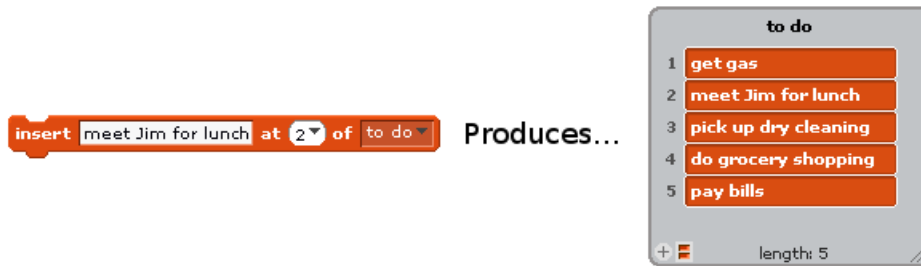 insert meet Jim for lunch at 2 of to do
Produces...
to do
1 get gas
2 meet Jim for lunch
3 pick up dry cleaning
4 do grocery shopping
5 pay bills
+ = length: 5